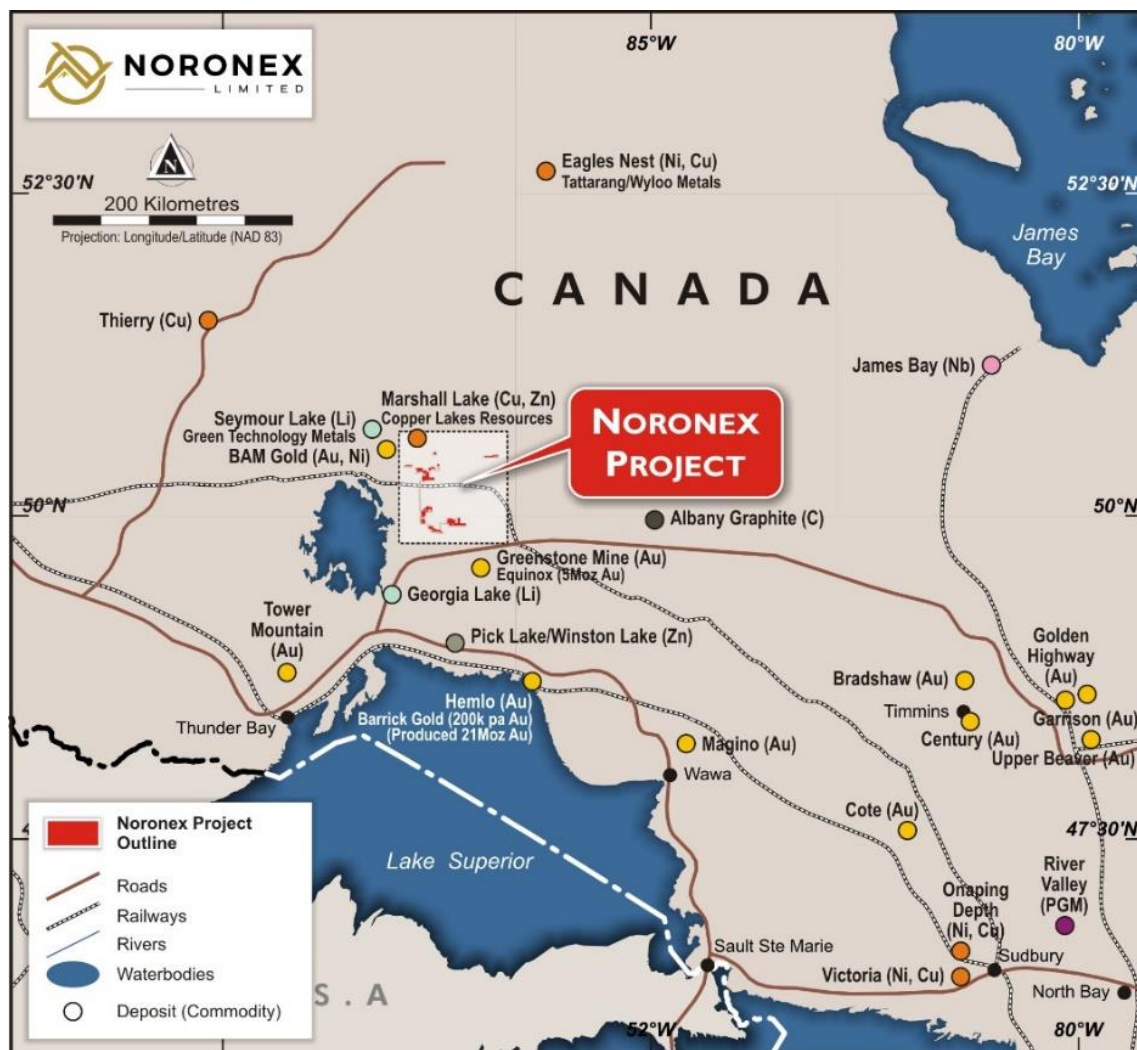 NORONEX
LIMITED
85°W
80°W
N
200 Kilometres
Projection: Longitude/Latitude (NAD 83)
52°30'N
52°30'N
Eagles Nest (Ni, Cu)
Tattarang/Wyloo Metals
James
Bay
CANADA
Thierry (Cu)
James Bay (Nb)
Marshall Lake (Cu, Zn)
Copper Lakes Resources
Seymour Lake (Li)
Green Technology Metals
BAM Gold (Au, Ni)
NORONEX
PROJECT
50°N
50°N
Albany Graphite (C)
Greenstone Mine (Au)
Equinox (5Moz Au)
Georgia Lake (Li)
Tower
Mountain
(Au)
Pick Lake/Winston Lake (Zn)
Golden
Highway
(Au)
Bradshaw (Au)
Hemlo (Au)
Barrick Gold (200k pa Au)
(Produced 21Moz Au)
Thunder Bay
Timmins
Garrison (Au)
Century (Au)
Upper Beaver (Au)
Magino (Au)
Wawa
Cote (Au)
47°30'N
Lake Superior
River
Valley
(PGM)
Onaping
Depth
(Ni, Cu)
Sault Ste Marie
Sudbury
Victoria (Ni, Cu)
North Bay
S.A
52°W
80°W
Noronex Project
Outline
Roads
Railways
Rivers
Waterbodies
Deposit (Commodity)